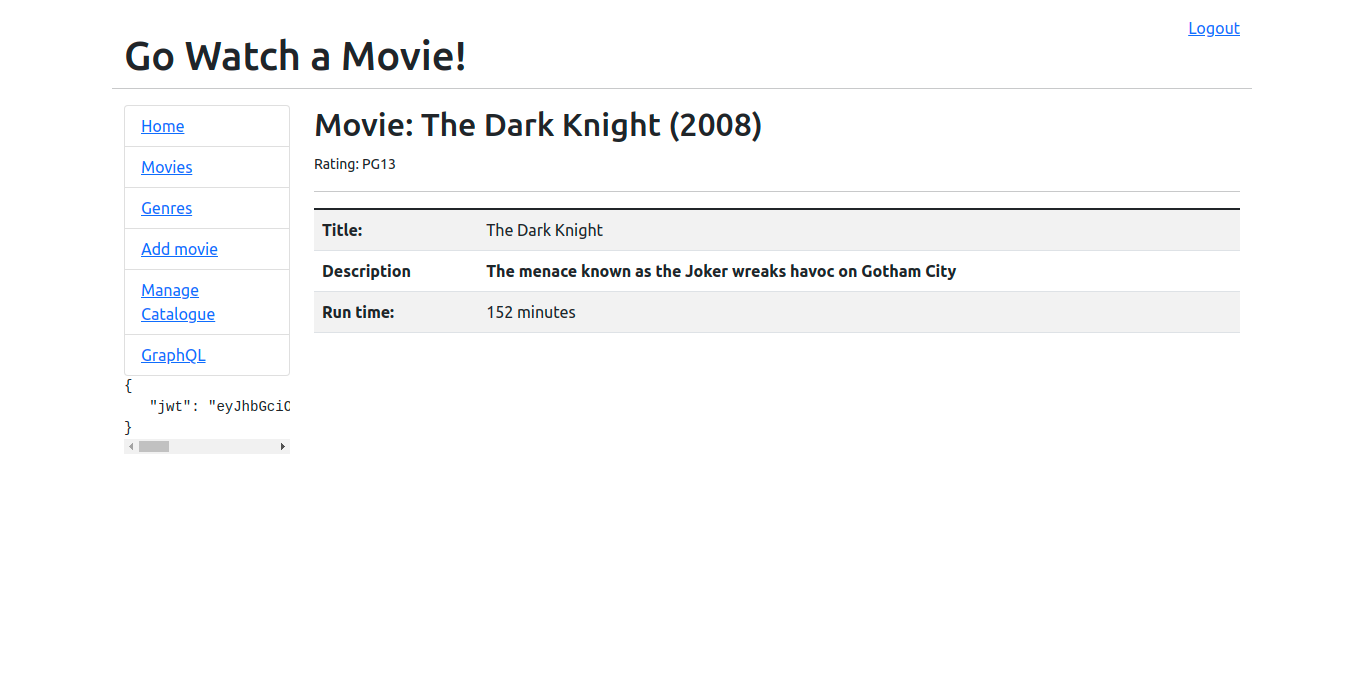 Logout
Go Watch a Movie!
Home
Movies
Genres
Add movie
Manage
Catalogue
GraphQL
{
"jwt":
}
Movie: The Dark Knight (2008)
Rating: PG13
Title: The Dark Knight
Description The menace known as the Joker wreaks havoc on Gotham City
Run time: 152 minutes